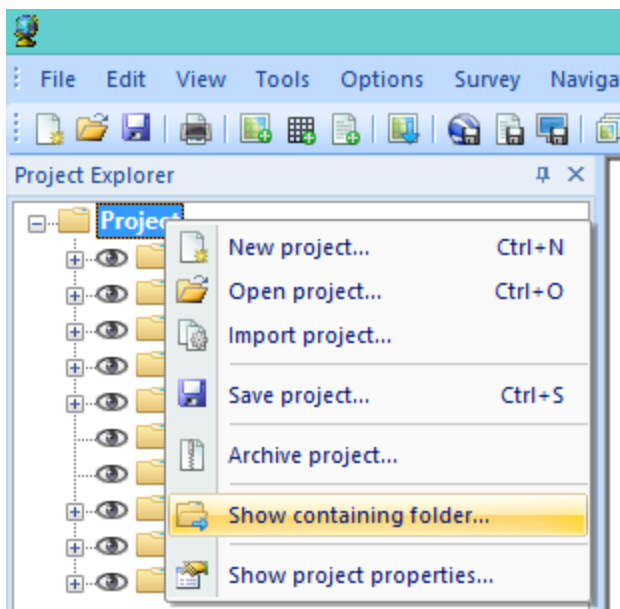 File Edit View Tools Options Survey Naviga
Project Explorer
Project
New project... Ctrl+N
Open project... Ctrl+O
Import project...
Save project... Ctrl+S
Archive project...
Show containing folder...
Show project properties...